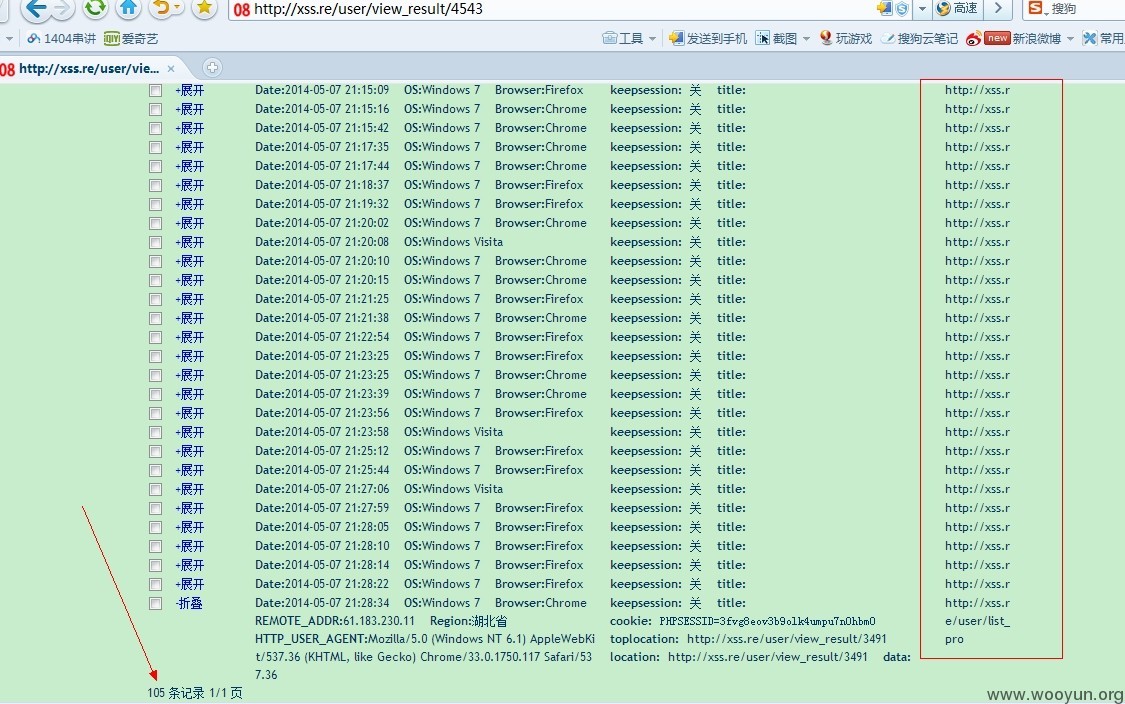 08 http://xss.re/user/view_result/4543 高速 搜狗
1404串讲 爱奇艺 工具 发送到手机 截图 玩游戏 搜狗云笔记 new 新浪微博 常用
08 http://xss.re/user/vie...
+展开 Date:2014-05-07 21:15:09 OS:Windows 7 Browser:Firefox keepsession: 关 title: http://xss.r
+展开 Date:2014-05-07 21:15:16 OS:Windows 7 Browser:Chrome keepsession: 关 title: http://xss.r
+展开 Date:2014-05-07 21:15:42 OS:Windows 7 Browser:Chrome keepsession: 关 title: http://xss.r
+展开 Date:2014-05-07 21:17:35 OS:Windows 7 Browser:Chrome keepsession: 关 title: http://xss.r
+展开 Date:2014-05-07 21:17:44 OS:Windows 7 Browser:Chrome keepsession: 关 title: http://xss.r
+展开 Date:2014-05-07 21:18:37 OS:Windows 7 Browser:Firefox keepsession: 关 title: http://xss.r
+展开 Date:2014-05-07 21:19:32 OS:Windows 7 Browser:Firefox keepsession: 关 title: http://xss.r
+展开 Date:2014-05-07 21:20:02 OS:Windows 7 Browser:Chrome keepsession: 关 title: http://xss.r
+展开 Date:2014-05-07 21:20:08 OS:Windows Visita keepsession: 关 title: http://xss.r
+展开 Date:2014-05-07 21:20:10 OS:Windows 7 Browser:Chrome keepsession: 关 title: http://xss.r
+展开 Date:2014-05-07 21:20:15 OS:Windows 7 Browser:Chrome keepsession: 关 title: http://xss.r
+展开 Date:2014-05-07 21:21:25 OS:Windows 7 Browser:Firefox keepsession: 关 title: http://xss.r
+展开 Date:2014-05-07 21:21:38 OS:Windows 7 Browser:Chrome keepsession: 关 title: http://xss.r
+展开 Date:2014-05-07 21:22:54 OS:Windows 7 Browser:Firefox keepsession: 关 title: http://xss.r
+展开 Date:2014-05-07 21:23:25 OS:Windows 7 Browser:Firefox keepsession: 关 title: http://xss.r
+展开 Date:2014-05-07 21:23:25 OS:Windows 7 Browser:Chrome keepsession: 关 title: http://xss.r
+展开 Date:2014-05-07 21:23:39 OS:Windows 7 Browser:Chrome keepsession: 关 title: http://xss.r
+展开 Date:2014-05-07 21:23:56 OS:Windows 7 Browser:Firefox keepsession: 关 title: http://xss.r
+展开 Date:2014-05-07 21:23:58 OS:Windows Visita keepsession: 关 title: http://xss.r
+展开 Date:2014-05-07 21:25:12 OS:Windows 7 Browser:Firefox keepsession: 关 title: http://xss.r
+展开 Date:2014-05-07 21:25:44 OS:Windows 7 Browser:Firefox keepsession: 关 title: http://xss.r
+展开 Date:2014-05-07 21:27:06 OS:Windows Visita keepsession: 关 title: http://xss.r
+展开 Date:2014-05-07 21:27:59 OS:Windows 7 Browser:Firefox keepsession: 关 title: http://xss.r
+展开 Date:2014-05-07 21:28:05 OS:Windows 7 Browser:Firefox keepsession: 关 title: http://xss.r
+展开 Date:2014-05-07 21:28:10 OS:Windows 7 Browser:Firefox keepsession: 关 title: http://xss.r
+展开 Date:2014-05-07 21:28:14 OS:Windows 7 Browser:Firefox keepsession: 关 title: http://xss.r
+展开 Date:2014-05-07 21:28:22 OS:Windows 7 Browser:Firefox keepsession: 关 title: http://xss.r
-折叠 Date:2014-05-07 21:28:34 OS:Windows 7 Browser:Chrome keepsession: 关 title: http://xss.r
REMOTE_ADDR:61.183.230.11 Region:湖北省 cookie: PHPSESSID=3fvg8eov3b9olk4umpu7n0hbm0 e/user/list_
HTTP_USER_AGENT:Mozilla/5.0 (Windows NT 6.1) AppleWebKi toplocation: http://xss.re/user/view_result/3491 pro
t/537.36 (KHTML, like Gecko) Chrome/33.0.1750.117 Safari/53 location: http://xss.re/user/view_result/3491 data:
7.36
105 条记录 1/1 页
www.wooyun.org